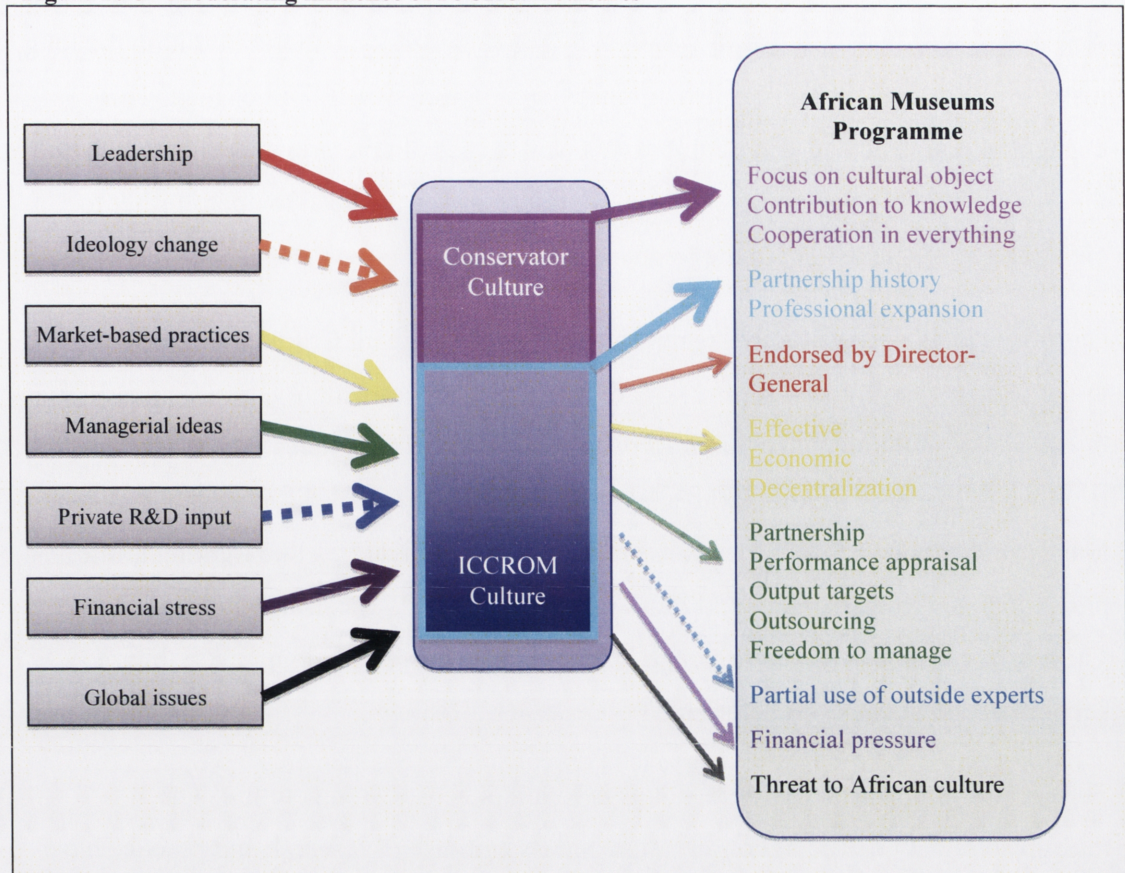 Leadership
Ideology change
Market-based practices
Managerial ideas
Private R&D input
Financial stress
Global issues
Conservator
Culture
ICCROM
Culture
African Museums
Programme
Focus on cultural object
Contribution to knowledge
Cooperation in everything
Partnership history
Professional expansion
Endorsed by Director-
General
Effective
Economic
Decentralization
Partnership
Performance appraisal
Output targets
Outsourcing
Freedom to manage
Partial use of outside experts
Financial pressure
Threat to African culture